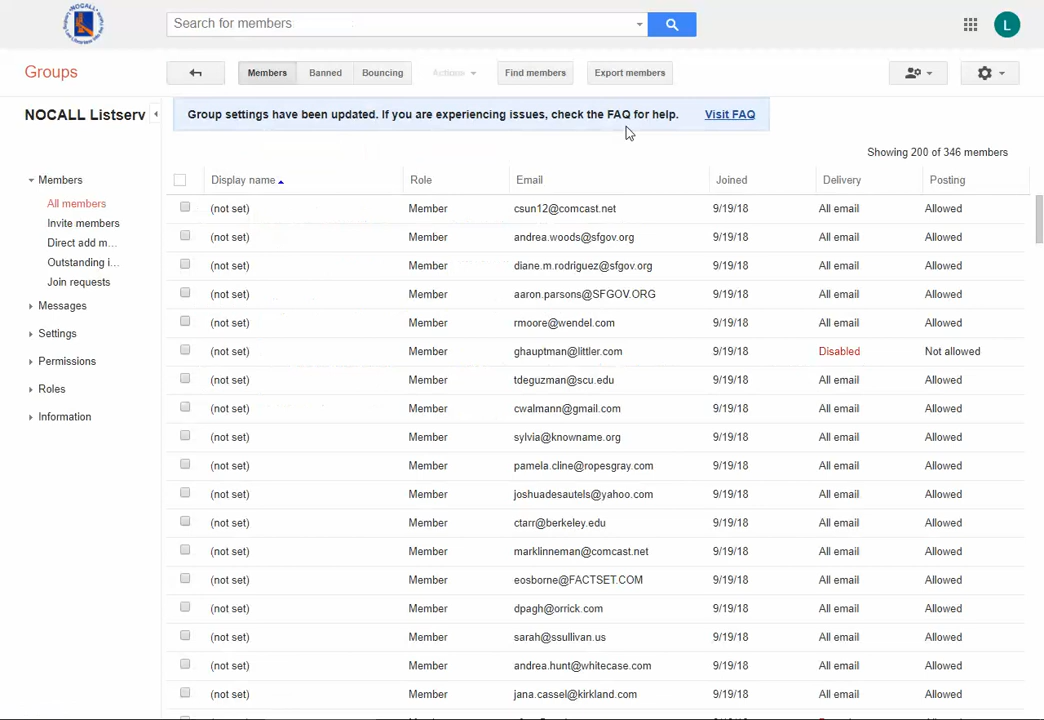 NOCALL
Search for members
L
Groups
Members
Banned
Bouncing
Actions
Find members
Export members
NOCALL Listserv
Group settings have been updated. If you are experiencing issues, check the FAQ for help. Visit FAQ
Showing 200 of 346 members
Members
All members
Invite members
Direct add m...
Outstanding i...
Join requests
Messages
Settings
Permissions
Roles
Information
Display name Role Email Joined Delivery Posting
(not set) Member csun12@comcast.net 9/19/18 All email Allowed
(not set) Member andrea.woods@sfgov.org 9/19/18 All email Allowed
(not set) Member diane.m.rodriguez@sfgov.org 9/19/18 All email Allowed
(not set) Member aaron.parsons@SFGOV.ORG 9/19/18 All email Allowed
(not set) Member rmoore@wendel.com 9/19/18 All email Allowed
(not set) Member ghauptman@littler.com 9/19/18 Disabled Not allowed
(not set) Member tdeguzman@scu.edu 9/19/18 All email Allowed
(not set) Member cwalmann@gmail.com 9/19/18 All email Allowed
(not set) Member sylvia@knowname.org 9/19/18 All email Allowed
(not set) Member pamela.cline@ropesgray.com 9/19/18 All email Allowed
(not set) Member joshuadesautels@yahoo.com 9/19/18 All email Allowed
(not set) Member ctarr@berkeley.edu 9/19/18 All email Allowed
(not set) Member marklinneman@comcast.net 9/19/18 All email Allowed
(not set) Member eosborne@FACTSET.COM 9/19/18 All email Allowed
(not set) Member dpagh@orrick.com 9/19/18 All email Allowed
(not set) Member sarah@ssullivan.us 9/19/18 All email Allowed
(not set) Member andrea.hunt@whitecase.com 9/19/18 All email Allowed
(not set) Member jana.cassel@kirkland.com 9/19/18 All email Allowed